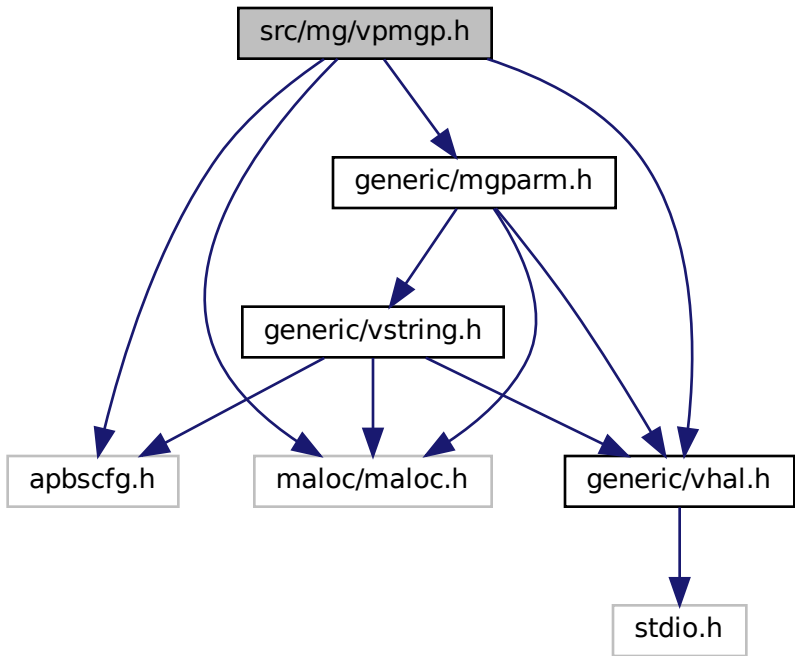 src/mg/vpmgp.h
generic/mgparm.h
generic/vstring.h
apbscfg.h
maloc/maloc.h
generic/vhal.h
stdio.h